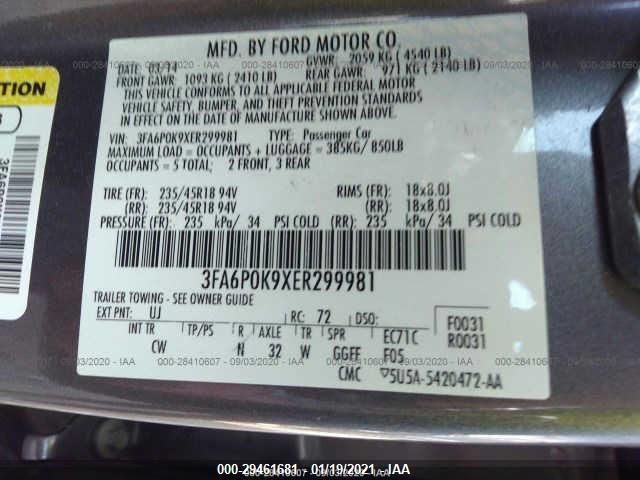 MFD. BY FORD MOTOR CO.
DATE: 03/14 GVWR: 2059 KG (4540 LB)
FRONT GAWR: 1093 KG (2410 LB) REAR GAWR: 971 KG (2140 LB)
THIS VEHICLE CONFORMS TO ALL APPLICABLE FEDERAL MOTOR
VEHICLE SAFETY, BUMPER, AND THEFT PREVENTION STANDARDS
IN EFFECT ON THE DATE OF MANUFACTURE SHOWN ABOVE.
VIN: 3FA6P0K9XER299981 TYPE: Passenger Car
MAXIMUM LOAD = OCCUPANTS + LUGGAGE = 385KG/ 850LB
OCCUPANTS = 5 TOTAL; 2 FRONT, 3 REAR
TIRE (FR): 235/45R18 94V RIMS (FR): 18x8.0J
(RR): 235/45R18 94V (RR): 18x8.0J
PRESSURE (FR): 235 kPa/ 34 PSI COLD (RR): 235 kPa/ 34 PSI COLD
3FA6P0K9XER299981
TRAILER TOWING - SEE OWNER GUIDE
EXT PNT: UJ RC: 72 DSO: F0031
INT TR TP/PS R AXLE TR SPR EC71C R0031
CW N 32 W GGFF F05
CMC 5U5A-5420472-AA
000-28410607 - 09/03/2020 - IAA
000-29461681 - 01/19/2021 - IAA